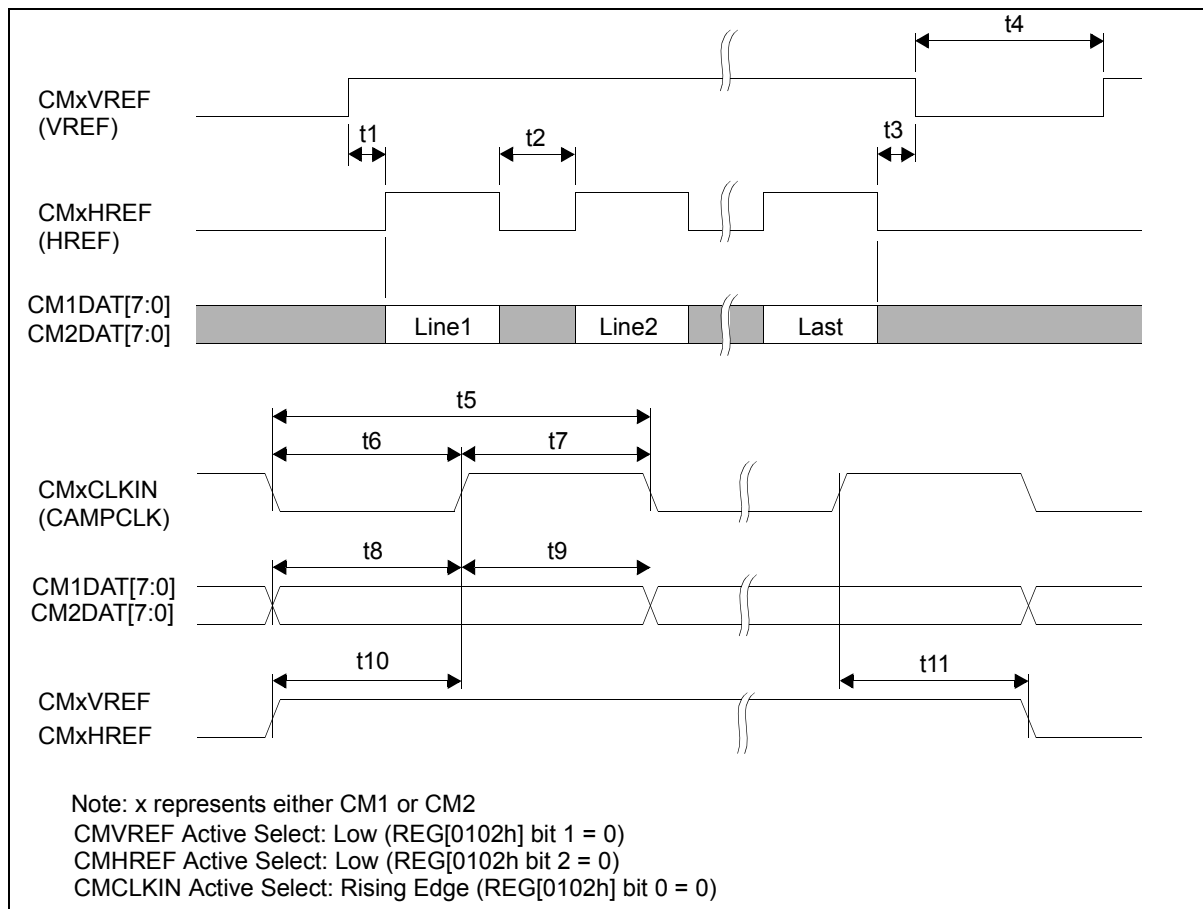 t4
CMxVREF
(VREF)
t1
t2
t3
CMxHREF
(HREF)
CM1DAT[7:0]
CM2DAT[7:0]
Line1
Line2
Last
t5
t6
t7
CMxCLKIN
(CAMPCLK)
t8
t9
CM1DAT[7:0]
CM2DAT[7:0]
t10
t11
CMxVREF
CMxHREF
Note: x represents either CM1 or CM2
CMVREF Active Select: Low (REG[0102h] bit 1 = 0)
CMHREF Active Select: Low (REG[0102h bit 2 = 0)
CMCLKIN Active Select: Rising Edge (REG[0102h] bit 0 = 0)